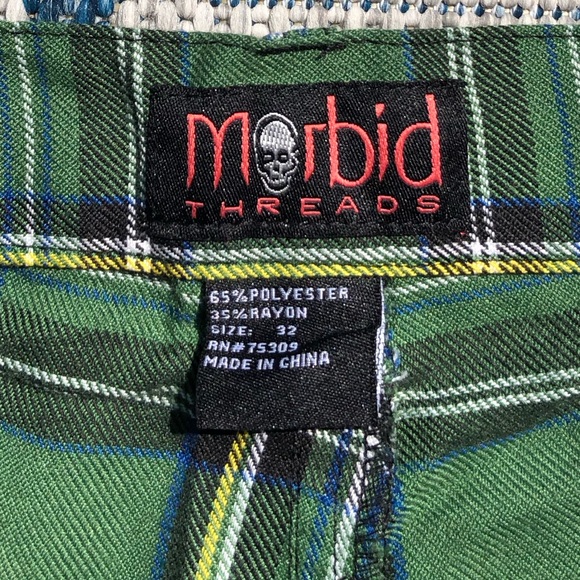 Morbid
THREADS
65%POLYESTER
35%RAYON
SIZE: 32
RN#75309
MADE IN CHINA